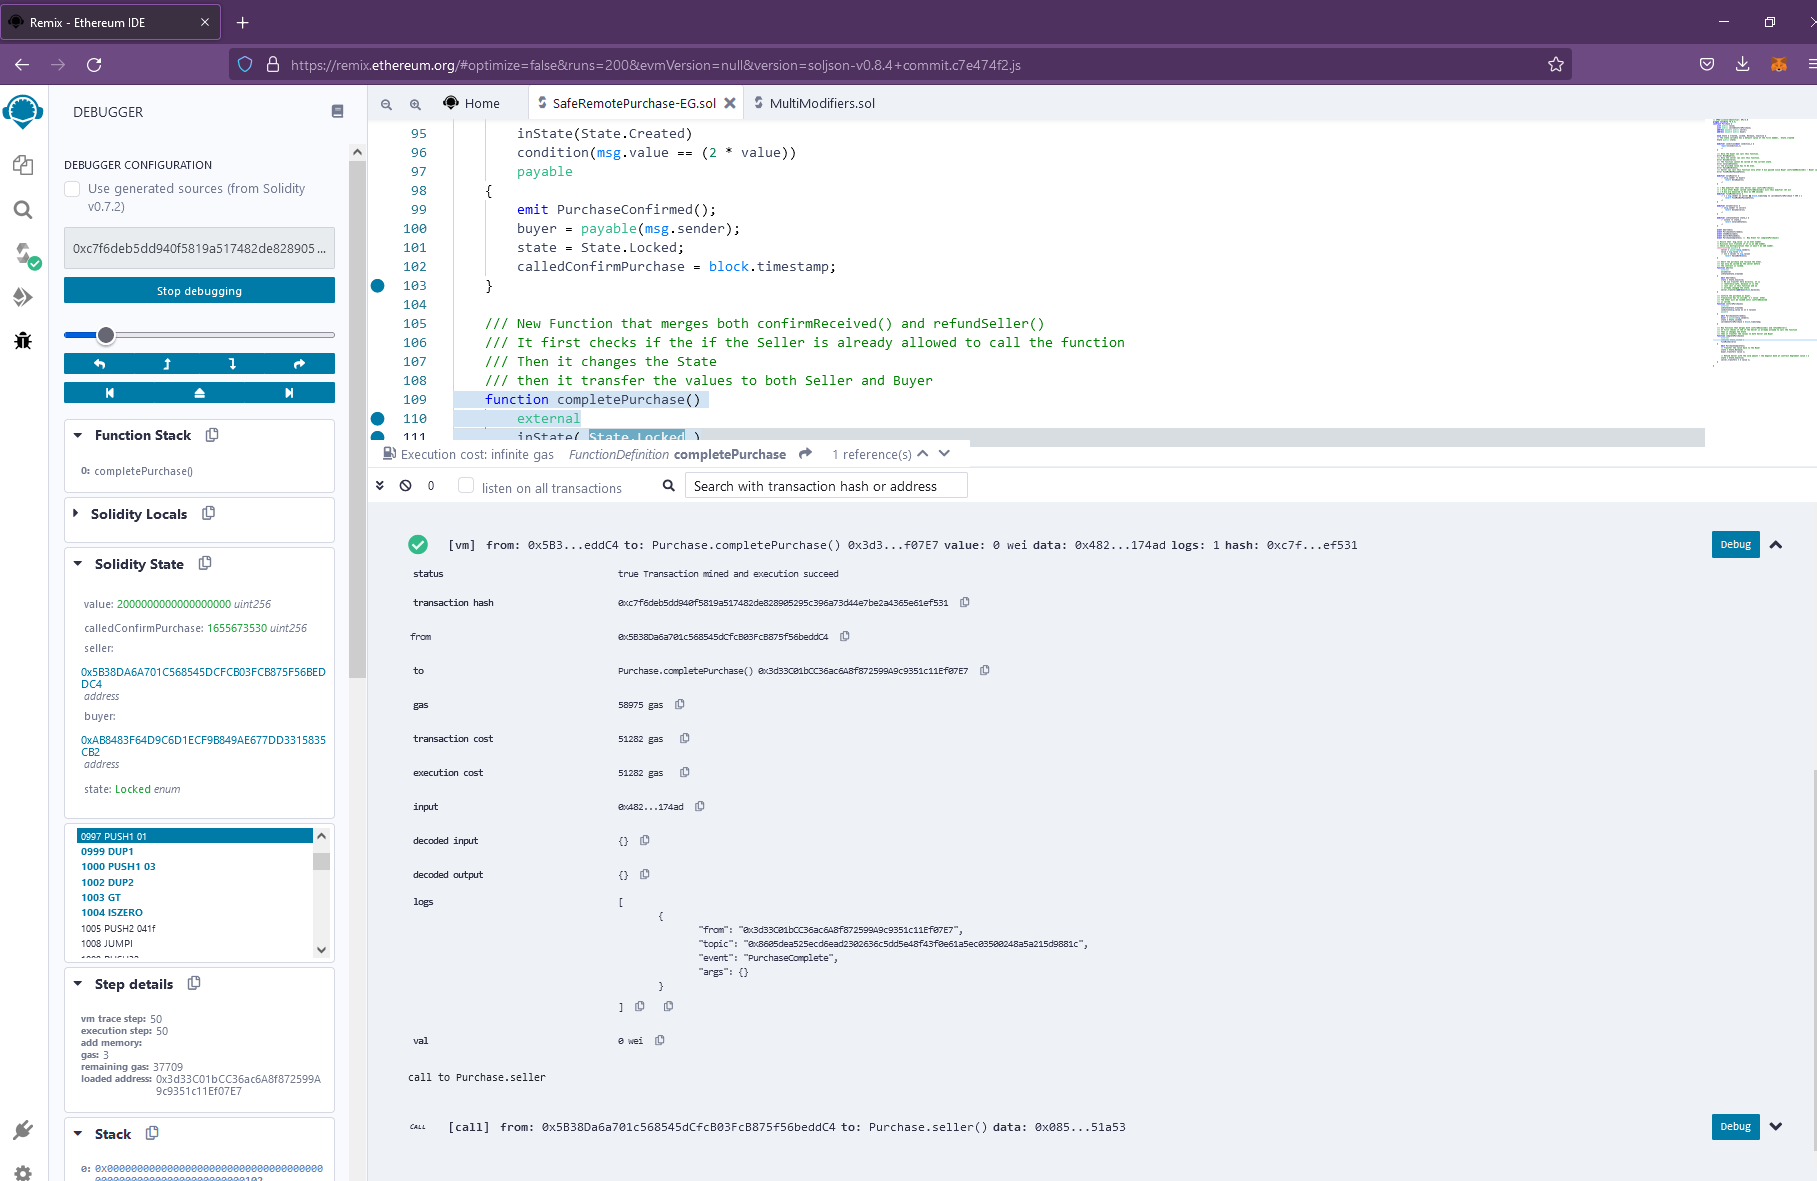 Remix - Ethereum IDE
https://remix.ethereum.org/#optimize=false&runs=200&evmVersion=null&version=soljson-v0.8.4+commit.c7e474f2.js
DEBUGGER
DEBUGGER CONFIGURATION
Use generated sources (from Solidity
v0.7.2)
0xc7f6deb5dd940f5819a517482de828905 ...
Stop debugging
Function Stack
0: completePurchase()
Solidity Locals
Solidity State
value: 2000000000000000000 uint256
calledConfirmPurchase: 1655673530 uint256
seller:
0x5B38DA6A701C568545DCFCB03FCB875F56BED
DC4
address
buyer:
0xAB8483F64D9C6D1ECF9B849AE677DD3315835
CB2
address
state: Locked enum
0997 PUSH1 01
0999 DUP1
1000 PUSH1 03
1002 DUP2
1003 GT
1004 ISZERO
1005 PUSH2 041f
1008 JUMPI
Step details
vm trace step: 50
execution step: 50
add memory:
gas: 3
remaining gas: 37709
loaded address: 0x3d33C01bCC36ac6A8f872599A
9c9351c11Ef07E7
Stack
Home
SafeRemotePurchase-EG.sol
MultiModifiers.sol
95 inState(State.Created)
96 condition(msg.value == (2 * value))
97 payable
98 {
99 emit PurchaseConfirmed();
100 buyer = payable(msg.sender);
101 state = State.Locked;
102 calledConfirmPurchase = block.timestamp;
103 }
104
105 /// New Function that merges both confirmReceived() and refundSeller()
106 /// It first checks if the if the Seller is already allowed to call the function
107 /// Then it changes the State
108 /// then it transfer the values to both Seller and Buyer
109 function completePurchase()
110 external
111 inState( State.Locked )
Execution cost: infinite gas FunctionDefinition completePurchase 1 reference(s)
0 listen on all transactions Search with transaction hash or address
[vm] from: 0x5B3...eddC4 to: Purchase.completePurchase() 0x3d3...f07E7 value: 0 wei data: 0x482...174ad logs: 1 hash: 0xc7f...ef531
Debug
status true Transaction mined and execution succeed
transaction hash 0xc7f6deb5dd940f5819a517482de828905295c396a73d44e7be2a4365e61ef531
from 0x5B38Da6a701c568545dCfcB03FcB875f56beddC4
to Purchase.completePurchase() 0x3d33C01bCC36ac6A8f872599A9c9351c11Ef07E7
gas 58975 gas
transaction cost 51282 gas
execution cost 51282 gas
input 0x482...174ad
decoded input {}
decoded output {}
logs [
{
"from": "0x3d33C01bCC36ac6A8f872599A9c9351c11Ef07E7",
"topic": "0x8605dea525ecd6ead2302636c5dd5e48f43f0e61a5ec03500248a5a215d9881c",
"event": "PurchaseComplete",
"args": {}
}
]
val 0 wei
call to Purchase.seller
CALL [call] from: 0x5B38Da6a701c568545dCfcB03FcB875f56beddC4 to: Purchase.seller() data: 0x085...51a53
Debug